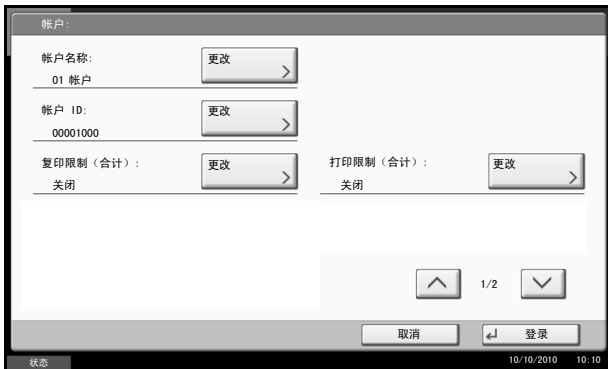 帐户:
帐户名称:
更改
01 帐户
帐户 ID:
更改
00001000
复印限制（合计）:
更改
关闭
打印限制（合计）:
更改
关闭
1/2
取消
登录
状态
10/10/2010 10:10